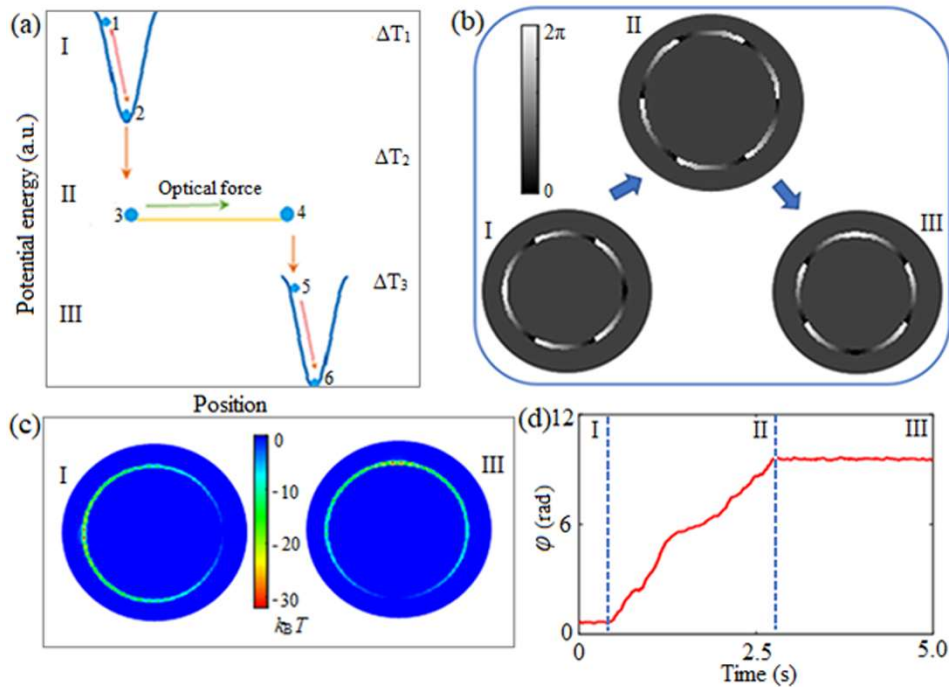 (a)
I
1
2
ΔT1
II
Optical force
3
4
ΔT2
III
5
6
ΔT3
Potential energy (a.u.)
Position
(b)
2π
0
I
II
III
(c)
I
0
-10
-20
-30
kBT
III
(d)
I
II
III
12
6
0
φ (rad)
0
2.5
5.0
Time (s)